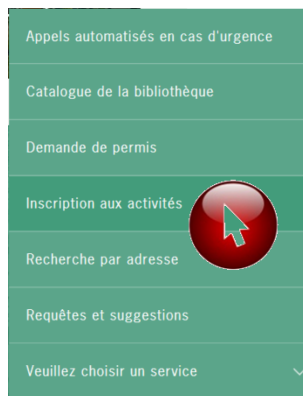 Appels automatisés en cas d'urgence
Catalogue de la bibliothèque
Demande de permis
Inscription aux activités
Recherche par adresse
Requêtes et suggestions
Veuillez choisir un service